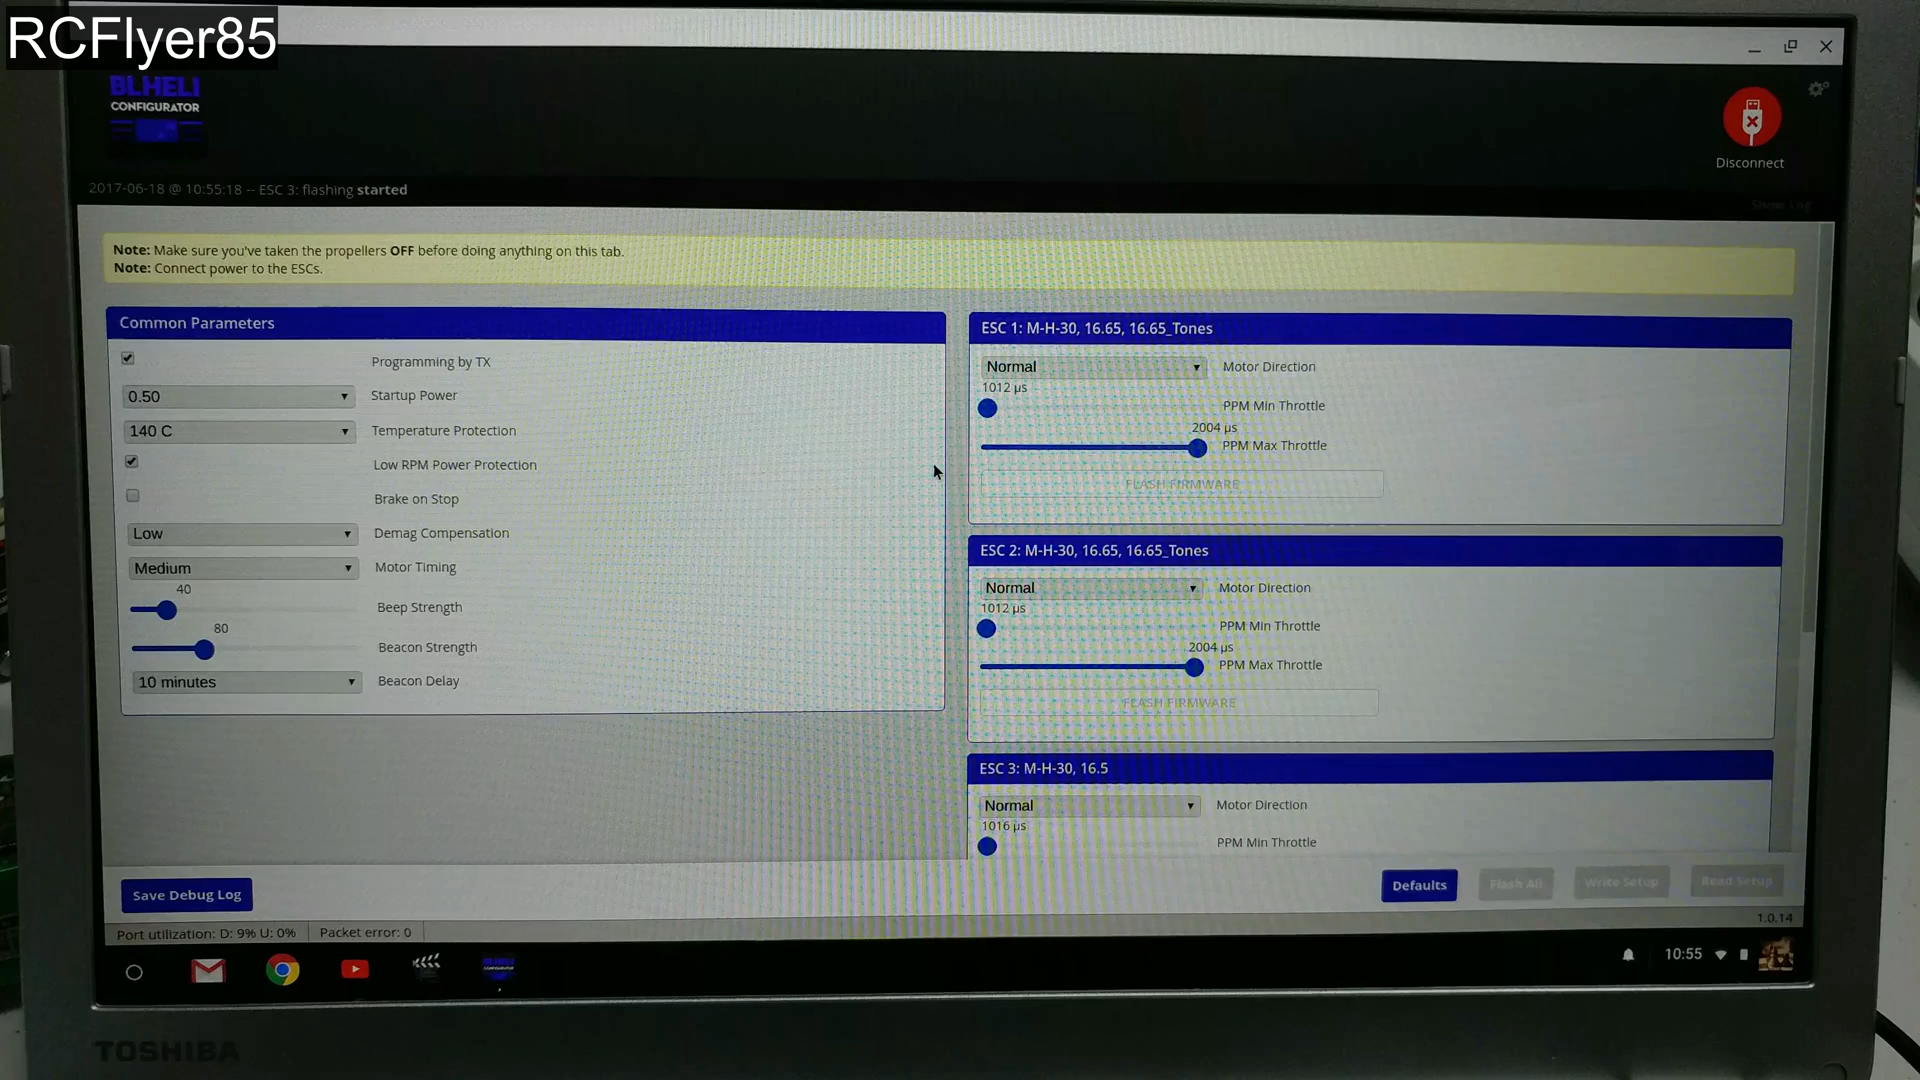 RCFlyer85
BLHELI
CONFIGURATOR
Disconnect
2017-06-18 @ 10:55:18 -- ESC 3: flashing started
Show Log
Note: Make sure you've taken the propellers OFF before doing anything on this tab.
Note: Connect power to the ESCs.
Common Parameters
Programming by TX
0.50 Startup Power
140 C Temperature Protection
Low RPM Power Protection
Brake on Stop
Low Demag Compensation
Medium Motor Timing
40
Beep Strength
80
Beacon Strength
10 minutes Beacon Delay
ESC 1: M-H-30, 16.65, 16.65_Tones
Normal Motor Direction
1012 µs
PPM Min Throttle
2004 µs
PPM Max Throttle
FLASH FIRMWARE
ESC 2: M-H-30, 16.65, 16.65_Tones
Normal Motor Direction
1012 µs
PPM Min Throttle
2004 µs
PPM Max Throttle
FLASH FIRMWARE
ESC 3: M-H-30, 16.5
Normal Motor Direction
1016 µs
PPM Min Throttle
Save Debug Log
Defaults Flash All Write Setup Read Setup
Port utilization: D: 9% U: 0% Packet error: 0
1.0.14
BLHELI
CONFIGURATOR
10:55
TOSHIBA